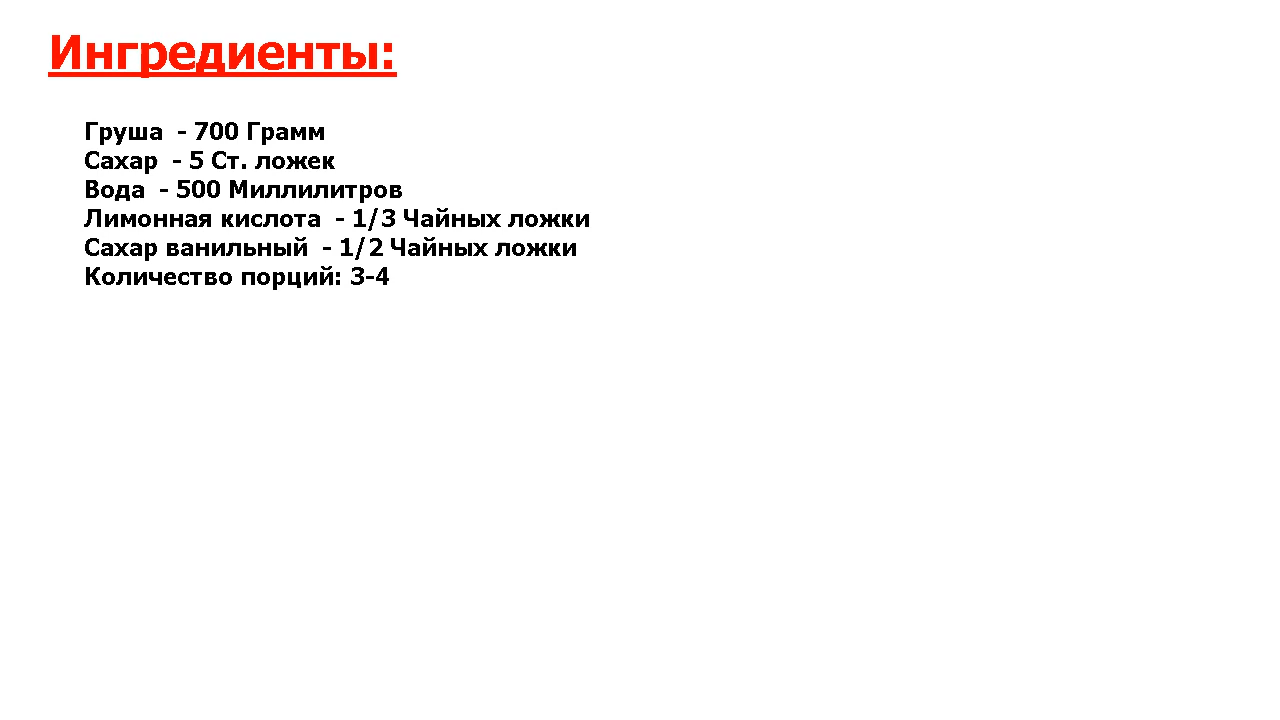 Ингредиенты:
Груша  - 700 Грамм
Сахар  - 5 Ст. ложек
Вода  - 500 Миллилитров
Лимонная кислота  - 1/3 Чайных ложки
Сахар ванильный  - 1/2 Чайных ложки
Количество порций: 3-4